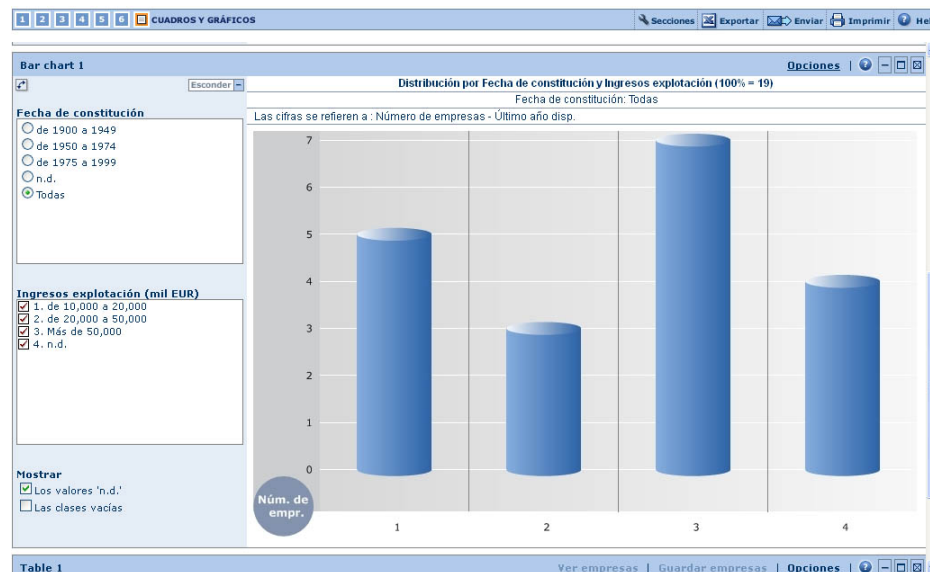 1 2 3 4 5 6 CUADROS Y GRÁFICOS Secciones Exportar Enviar Imprimir
Bar chart 1 Opciones |
Esconder
Distribución por Fecha de constitución y Ingresos explotación (100% = 19)
Fecha de constitución: Todas
Las cifras se refieren a : Número de empresas - Último año disp.
Fecha de constitución
de 1900 a 1949
de 1950 a 1974
de 1975 a 1999
n.d.
Todas
Ingresos explotación (mil EUR)
1. de 10,000 a 20,000
2. de 20,000 a 50,000
3. Más de 50,000
4. n.d.
Mostrar
Los valores 'n.d.'
Las clases vacías
7
6
5
4
3
2
1
0
Núm. de
empr.
1 2 3 4
Table 1 Ver empresas | Guardar empresas | Opciones |